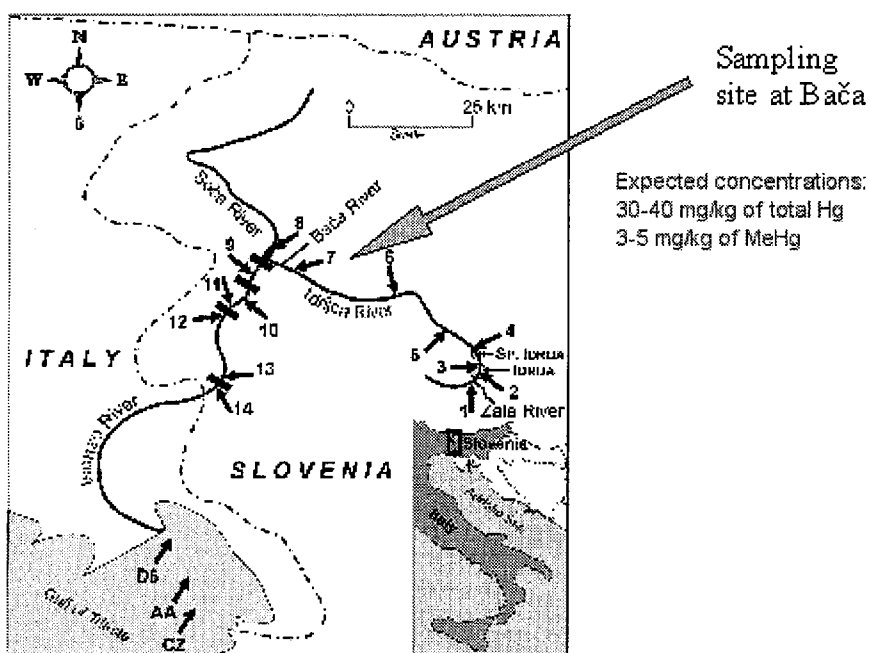 AUSTRIA
N
W
E
S
0
25 km
Sampling
site at Bača
Expected concentrations:
30-40 mg/kg of total Hg
3-5 mg/kg of MeHg
Soča River
8
Bača River
9
7
6
11
Idrijca River
10
12
4
5
Sp. IDRIJA
ITALY
13
3
IDRIJA
2
14
1
Zala River
River
Slovenia
SLOVENIA
Italy
D6
AA
Gulf of Trieste
CZ